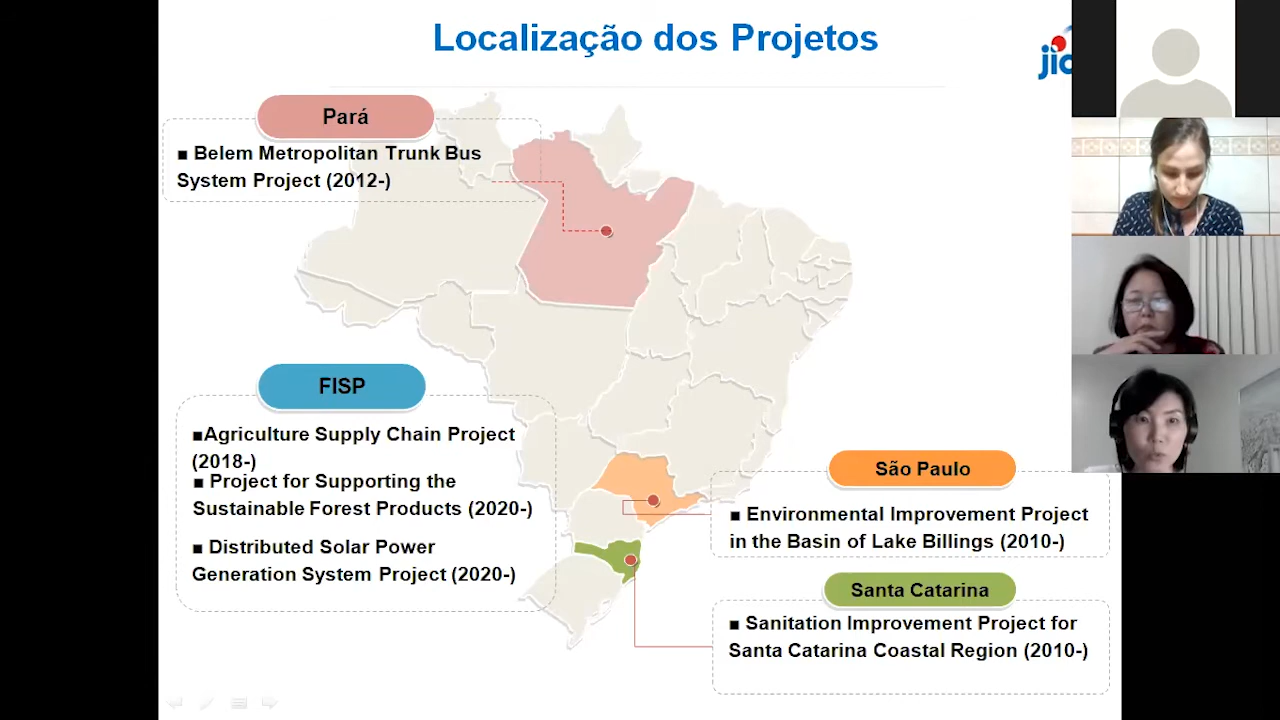 Localização dos Projetos
Pará
■ Belem Metropolitan Trunk Bus
System Project (2012-)
FISP
■Agriculture Supply Chain Project
(2018-)
■ Project for Supporting the
Sustainable Forest Products (2020-)
■ Distributed Solar Power
Generation System Project (2020-)
São Paulo
■ Environmental Improvement Project
in the Basin of Lake Billings (2010-)
Santa Catarina
■ Sanitation Improvement Project for
Santa Catarina Coastal Region (2010-)